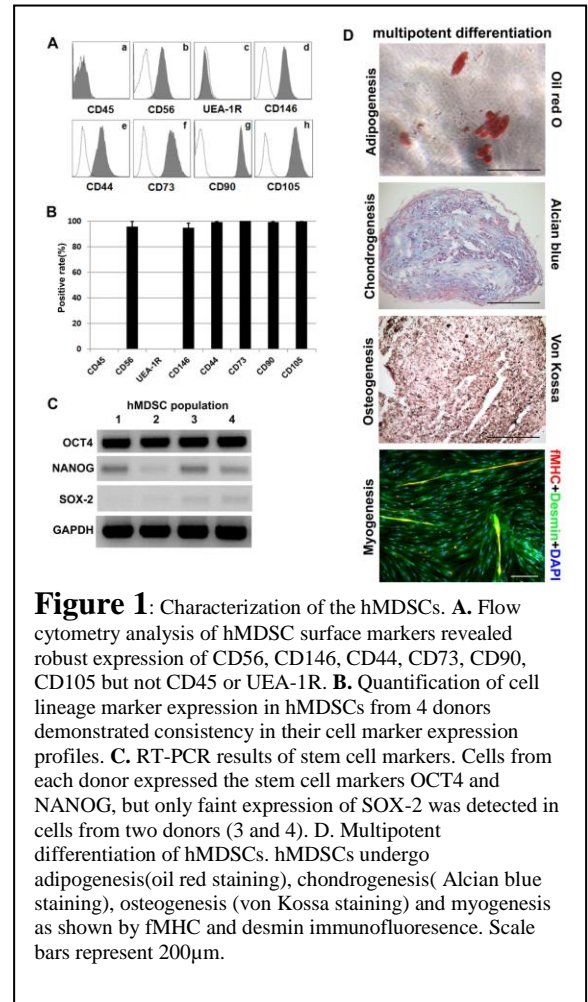 A
a
b
c
d
CD45
CD56
UEA-1R
CD146
e
f
g
h
CD44
CD73
CD90
CD105
B
Positive rate(%)
100
80
60
40
20
0
CD45
CD56
UEA-1R
CD146
CD44
CD73
CD90
CD105
C
hMDSC population
1 2 3 4
OCT4
NANOG
SOX-2
GAPDH
D
multipotent differentiation
Adipogenesis
Oil red O
Chondrogenesis
Alcian blue
Osteogenesis
Von Kossa
Myogenesis
fMHC+Desmin+DAPI
Figure 1: Characterization of the hMDSCs. A. Flow
cytometry analysis of hMDSC surface markers revealed
robust expression of CD56, CD146, CD44, CD73, CD90,
CD105 but not CD45 or UEA-1R. B. Quantification of cell
lineage marker expression in hMDSCs from 4 donors
demonstrated consistency in their cell marker expression
profiles. C. RT-PCR results of stem cell markers. Cells from
each donor expressed the stem cell markers OCT4 and
NANOG, but only faint expression of SOX-2 was detected in
cells from two donors (3 and 4). D. Multipotent
differentiation of hMDSCs. hMDSCs undergo
adipogenesis(oil red staining), chondrogenesis( Alcian blue
staining), osteogenesis (von Kossa staining) and myogenesis
as shown by fMHC and desmin immunofluoresence. Scale
bars represent 200µm.